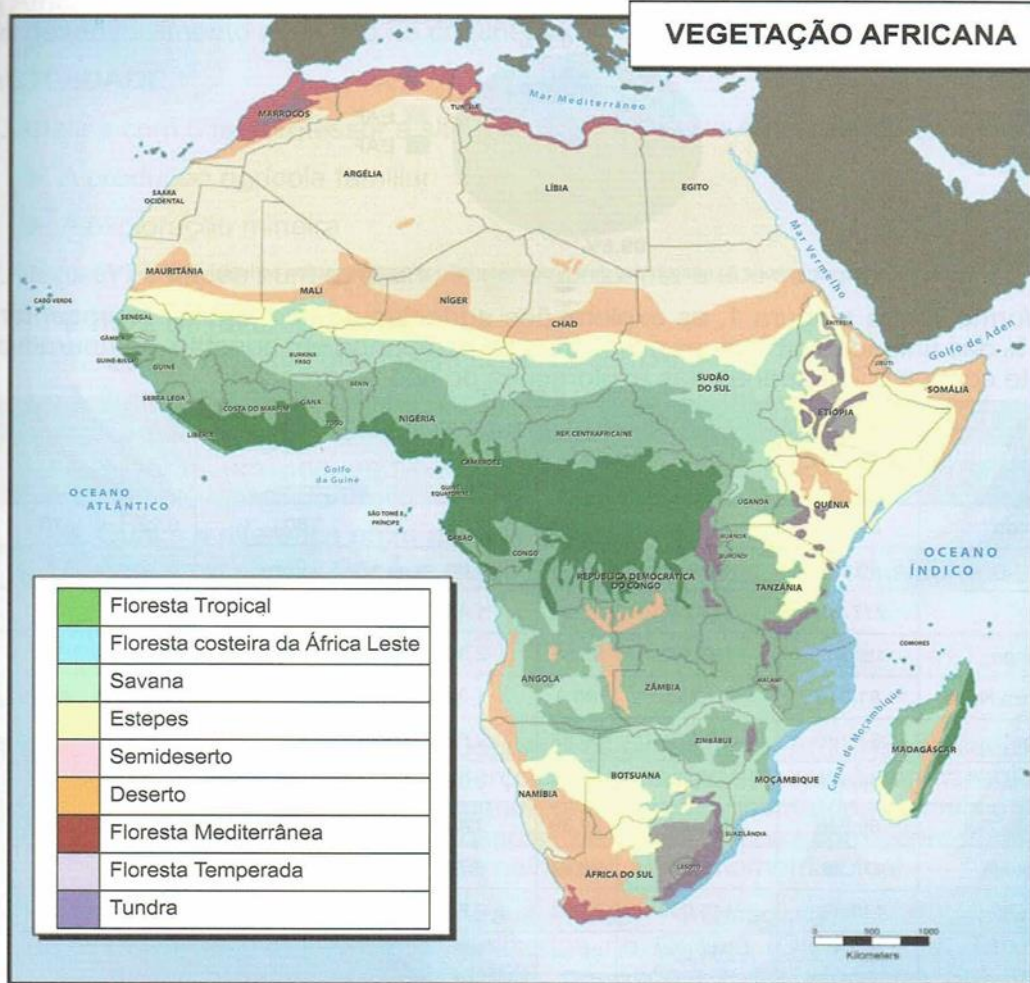 VEGETAÇÃO AFRICANA
Mar Mediterrâneo
MARROCOS
ARGÉLIA
LÍBIA
EGITO
SAARA
OCIDENTAL
Mar Vermelho
MAURITÂNIA
MALI
NÍGER
CHAD
CABO VERDE
SENEGAL
GÂMBIA
GUINÉ-BISSAU
GUINÉ
BURKINA
FASO
BENIN
SUDÃO
DO SUL
ERITREIA
DJIBUTI
Golfo de Aden
SOMÁLIA
SERRA LEOA
COSTA DO MARFIM
GANA
TOGO
NIGÉRIA
REP. CENTRAFRICAINE
ETIÓPIA
LIBÉRIA
CAMARÕES
Golfo
da Guiné
GUINÉ
EQUATORIAL
OCEANO
ATLÂNTICO
SÃO TOMÉ E
PRÍNCIPE
GABÃO
CONGO
UGANDA
QUÊNIA
RUANDA
BURUNDI
REPÚBLICA DEMOCRÁTICA
DO CONGO
TANZÂNIA
OCEANO
ÍNDICO
COMORES
ANGOLA
ZÂMBIA
MALAWI
Canal de Moçambique
MADAGÁSCAR
ZIMBÁBUE
MOÇAMBIQUE
BOTSUANA
NAMÍBIA
SUAZILÂNDIA
LESOTO
ÁFRICA DO SUL
Floresta Tropical
Floresta costeira da África Leste
Savana
Estepes
Semideserto
Deserto
Floresta Mediterrânea
Floresta Temperada
Tundra
0 500 1000
Kilometers